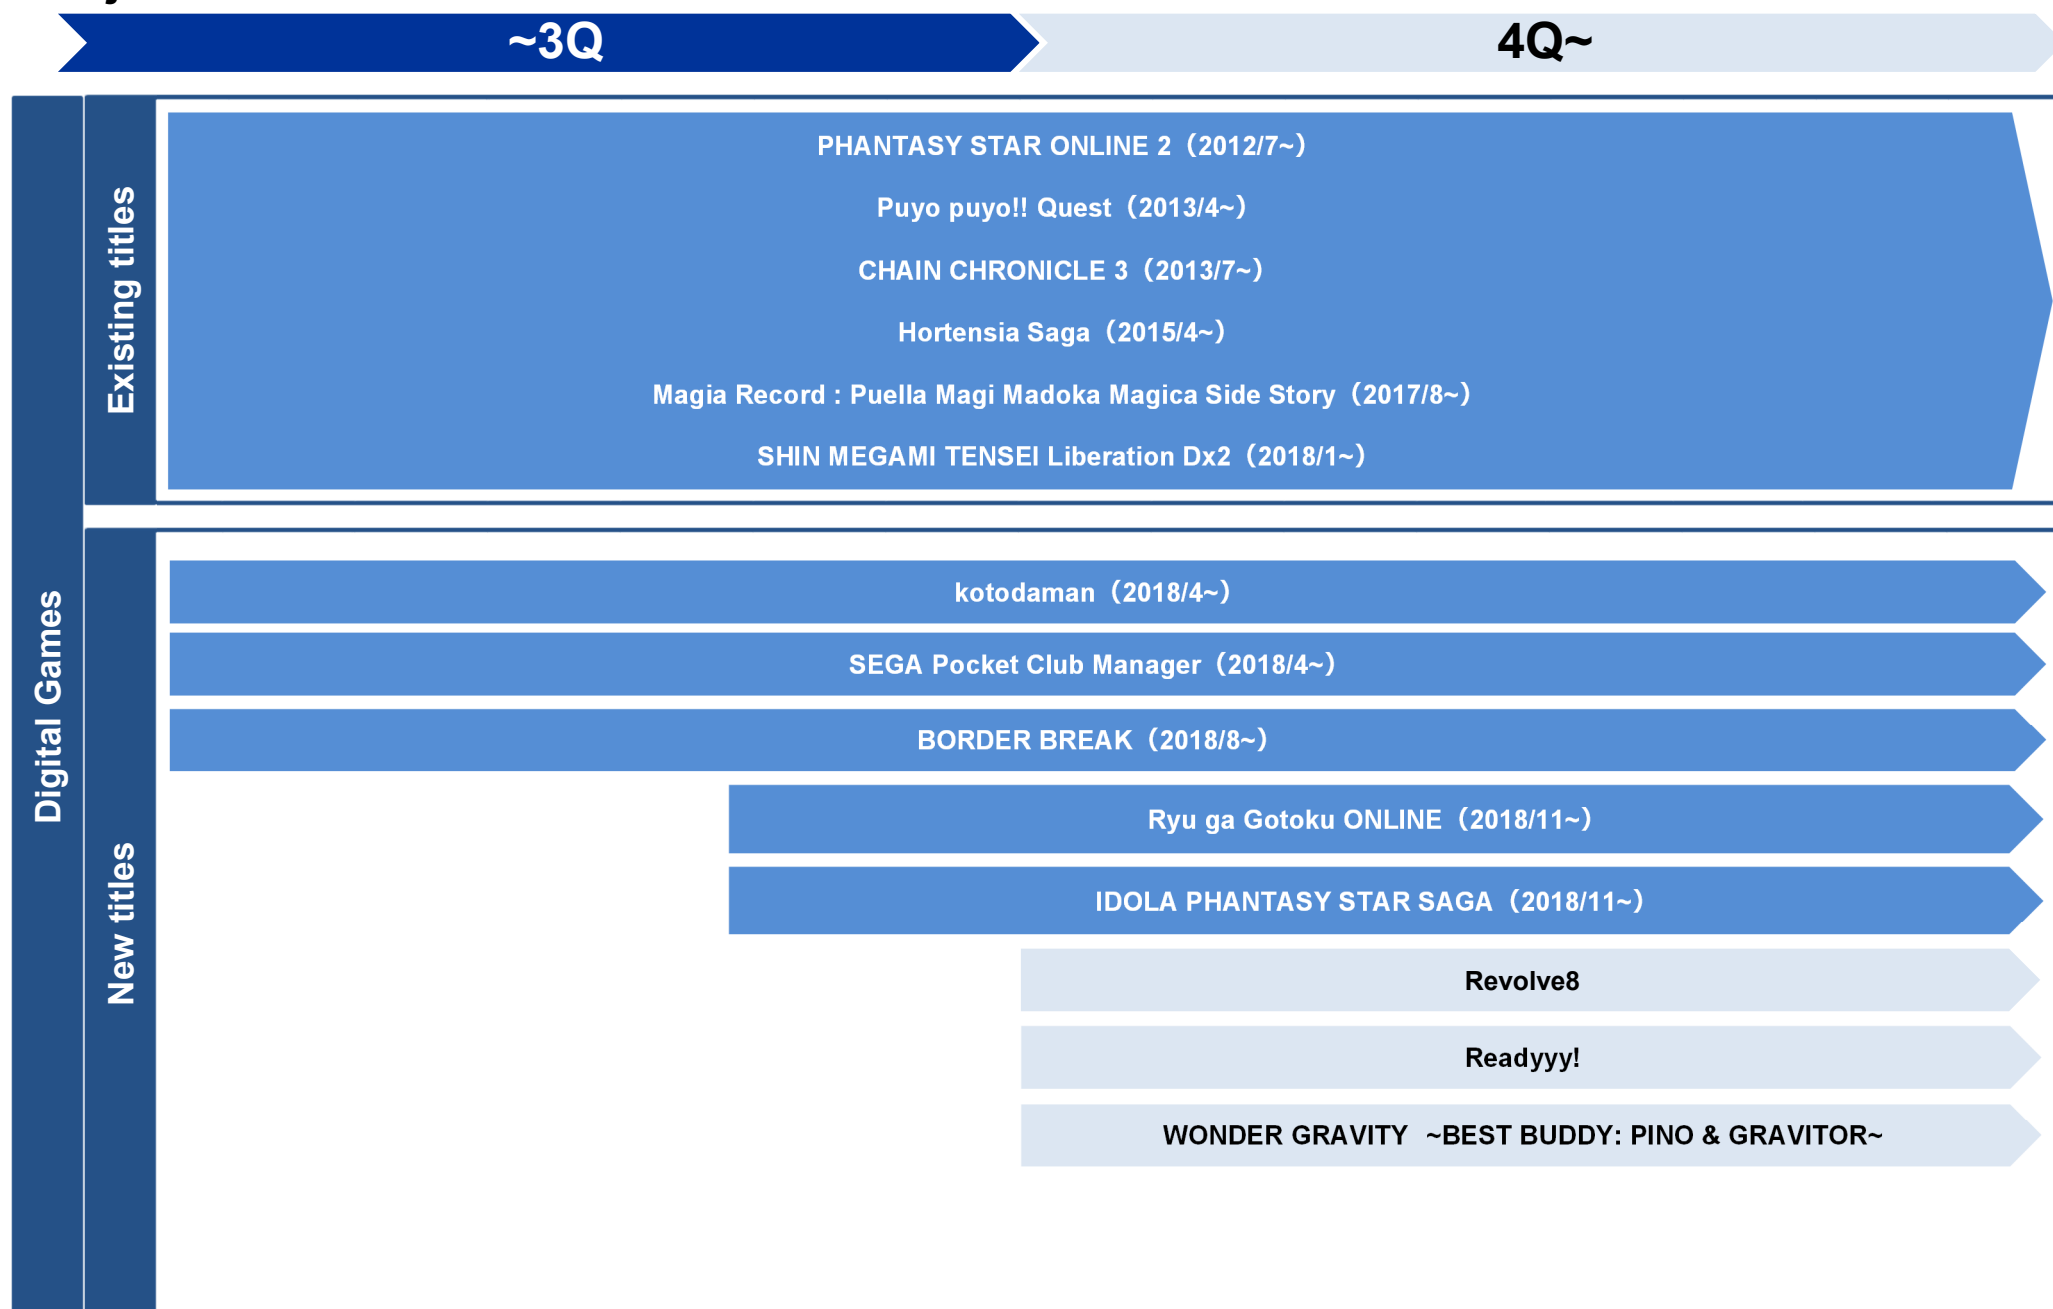 ~3Q
4Q~
Digital Games
Existing titles
PHANTASY STAR ONLINE 2（2012/7~）
Puyo puyo!! Quest（2013/4~）
CHAIN CHRONICLE 3（2013/7~）
Hortensia Saga（2015/4~）
Magia Record : Puella Magi Madoka Magica Side Story（2017/8~）
SHIN MEGAMI TENSEI Liberation Dx2（2018/1~）
New titles
kotodaman（2018/4~）
SEGA Pocket Club Manager（2018/4~）
BORDER BREAK（2018/8~）
Ryu ga Gotoku ONLINE（2018/11~）
IDOLA PHANTASY STAR SAGA（2018/11~）
Revolve8
Readyyy!
WONDER GRAVITY ~BEST BUDDY: PINO & GRAVITOR~